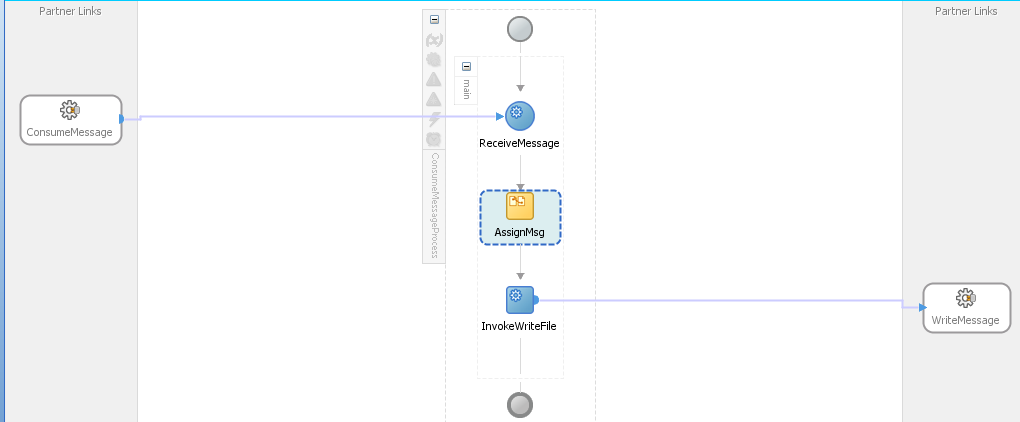 Partner Links
Partner Links
main
ConsumeMessage
ReceiveMessage
ConsumeMessageProcess
AssignMsg
InvokeWriteFile
WriteMessage